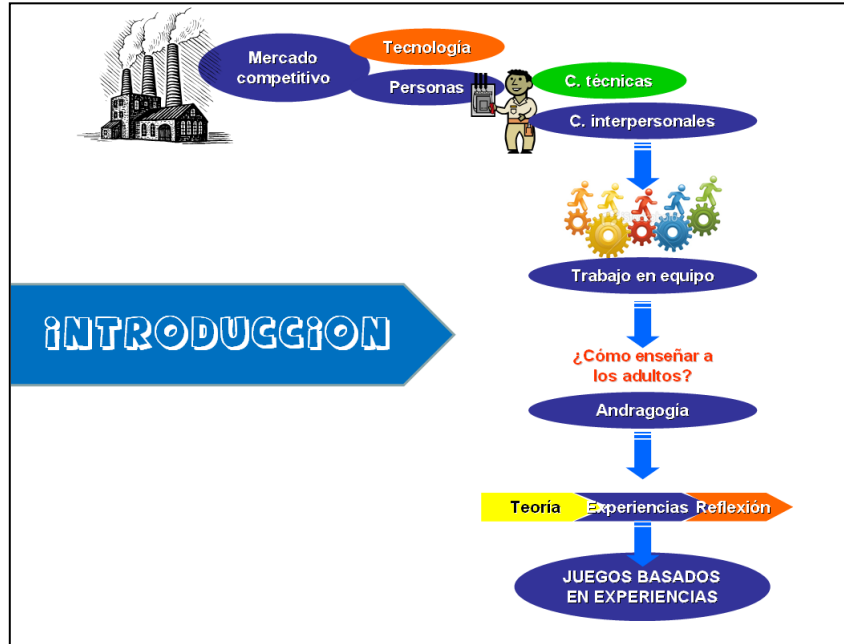 Mercado
competitivo
Tecnología
Personas
C. técnicas
C. interpersonales
Trabajo en equipo
INTRODUCCION
¿Cómo enseñar a
los adultos?
Andragogía
Teoría
Experiencias
Reflexión
JUEGOS BASADOS
EN EXPERIENCIAS